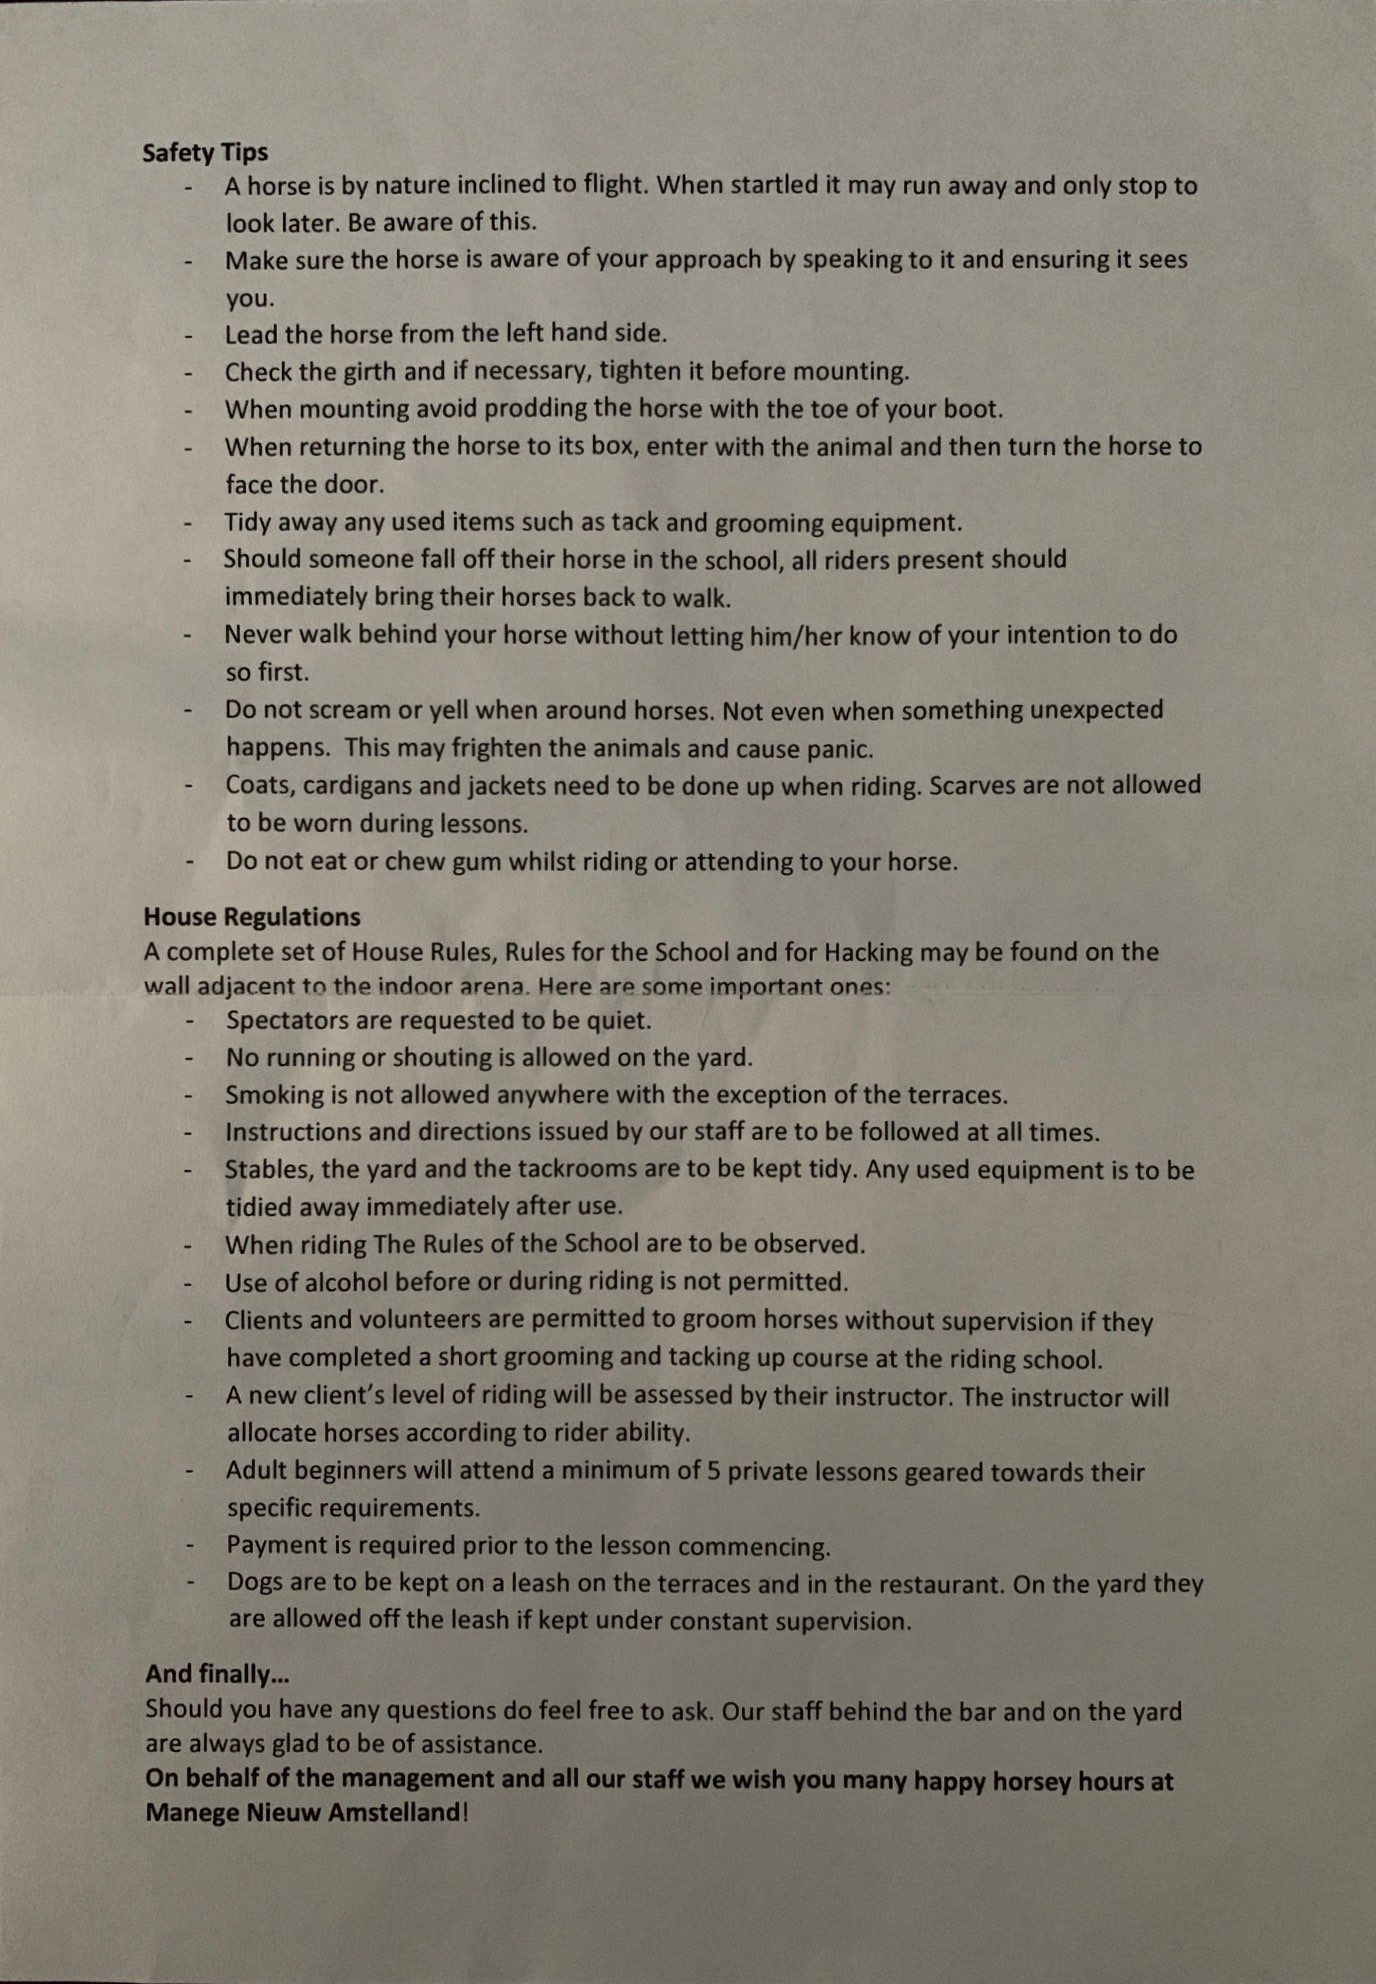 Safety Tips
- A horse is by nature inclined to flight. When startled it may run away and only stop to
look later. Be aware of this.
- Make sure the horse is aware of your approach by speaking to it and ensuring it sees
you.
- Lead the horse from the left hand side.
- Check the girth and if necessary, tighten it before mounting.
- When mounting avoid prodding the horse with the toe of your boot.
- When returning the horse to its box, enter with the animal and then turn the horse to
face the door.
- Tidy away any used items such as tack and grooming equipment.
- Should someone fall off their horse in the school, all riders present should
immediately bring their horses back to walk.
- Never walk behind your horse without letting him/her know of your intention to do
so first.
- Do not scream or yell when around horses. Not even when something unexpected
happens.  This may frighten the animals and cause panic.
- Coats, cardigans and jackets need to be done up when riding. Scarves are not allowed
to be worn during lessons.
- Do not eat or chew gum whilst riding or attending to your horse.
House Regulations
A complete set of House Rules, Rules for the School and for Hacking may be found on the
wall adjacent to the indoor arena. Here are some important ones:
- Spectators are requested to be quiet.
- No running or shouting is allowed on the yard.
- Smoking is not allowed anywhere with the exception of the terraces.
- Instructions and directions issued by our staff are to be followed at all times.
- Stables, the yard and the tackrooms are to be kept tidy. Any used equipment is to be
tidied away immediately after use.
- When riding The Rules of the School are to be observed.
- Use of alcohol before or during riding is not permitted.
- Clients and volunteers are permitted to groom horses without supervision if they
have completed a short grooming and tacking up course at the riding school.
- A new client’s level of riding will be assessed by their instructor. The instructor will
allocate horses according to rider ability.
- Adult beginners will attend a minimum of 5 private lessons geared towards their
specific requirements.
- Payment is required prior to the lesson commencing.
- Dogs are to be kept on a leash on the terraces and in the restaurant. On the yard they
are allowed off the leash if kept under constant supervision.
And finally...
Should you have any questions do feel free to ask. Our staff behind the bar and on the yard
are always glad to be of assistance.
On behalf of the management and all our staff we wish you many happy horsey hours at
Manege Nieuw Amstelland!